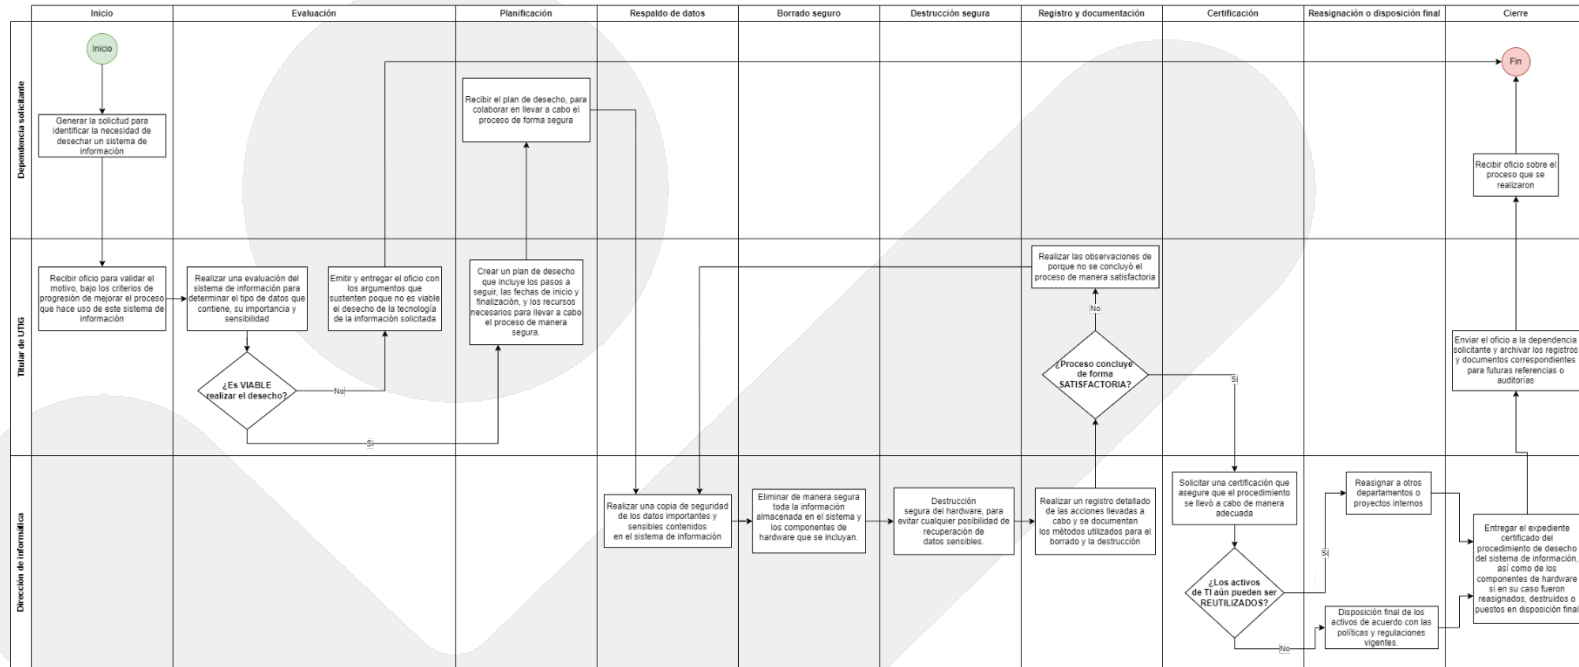 Inicio
Evaluación
Planificación
Respaldo de datos
Borrado seguro
Destrucción segura
Registro y documentación
Certificación
Reasignación o disposición final
Cierre
Dependencia solicitante
Inicio
Generar la solicitud para
identificar la necesidad de
desechar un sistema de
información
Recibir el plan de desecho, para
colaborar en llevar a cabo el
proceso de forma segura
Fin
Recibir oficio sobre el
proceso que se
realizaron
Titular de UTIG
Recibir oficio para validar el
motivo, bajo los criterios de
progresión de mejorar el proceso
que hace uso de este sistema de
información
Realizar una evaluación del
sistema de información para
determinar el tipo de datos que
contiene, su importancia y
sensibilidad
¿Es VIABLE
realizar el desecho?
No
Si
Emitir y entregar el oficio con
los argumentos que
sustenten poque no es viable
el desecho de la tecnología
de la información solicitada
Crear un plan de desecho
que incluye los pasos a
seguir, las fechas de inicio y
finalización, y los recursos
necesarios para llevar a cabo
el proceso de manera
segura.
Realizar las observaciones de
porque no se concluyó el
proceso de manera satisfactoria
No
¿Proceso concluye
de forma
SATISFACTORIA?
Si
Enviar el oficio a la dependencia
solicitante y archivar los registros
y documentos correspondientes
para futuras referencias o
auditorías
Dirección de informática
Realizar una copia de seguridad
de los datos importantes y
sensibles contenidos
en el sistema de información
Eliminar de manera segura
toda la información
almacenada en el sistema y
los componentes de
hardware que se incluyan.
Destrucción
segura del hardware, para
evitar cualquier posibilidad de
recuperación de
datos sensibles.
Realizar un registro detallado
de las acciones llevadas a
cabo y se documentan
los métodos utilizados para el
borrado y la destrucción
Solicitar una certificación que
asegure que el procedimiento
se llevó a cabo de manera
adecuada
¿Los activos
de TI aún pueden ser
REUTILIZADOS?
Si
No
Reasignar a otros
departamentos o
proyectos internos
Disposición final de los
activos de acuerdo con las
políticas y regulaciones
vigentes.
Entregar el expediente
certificado del
procedimiento de desecho
del sistema de información,
así como de los
componentes de hardware
si en su caso fueron
reasignados, destruidos o
puestos en disposición final